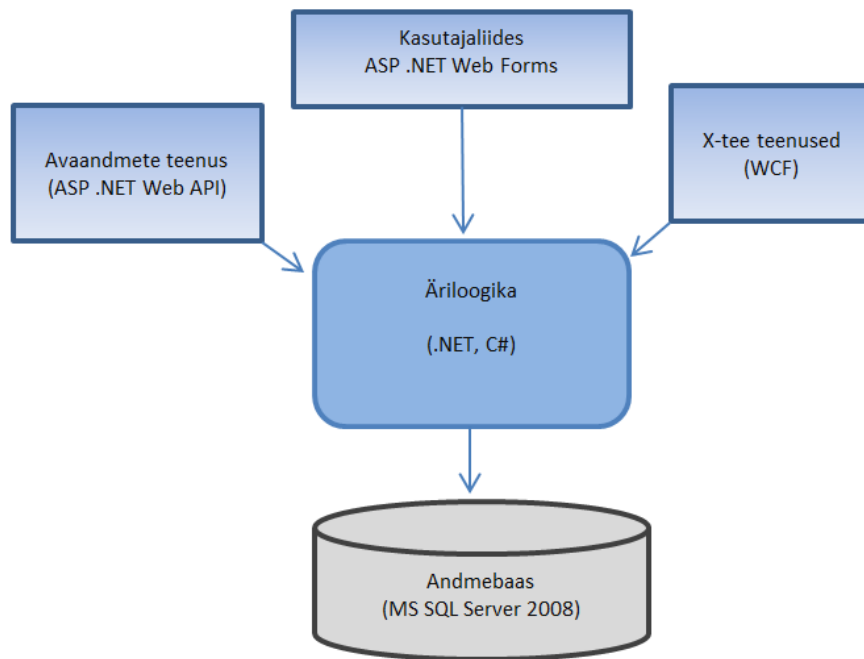 Kasutajaliides
ASP .NET Web Forms
Avaandmete teenus
(ASP .NET Web API)
X-tee teenused
(WCF)
Äriloogika
(.NET, C#)
Andmebaas
(MS SQL Server 2008)